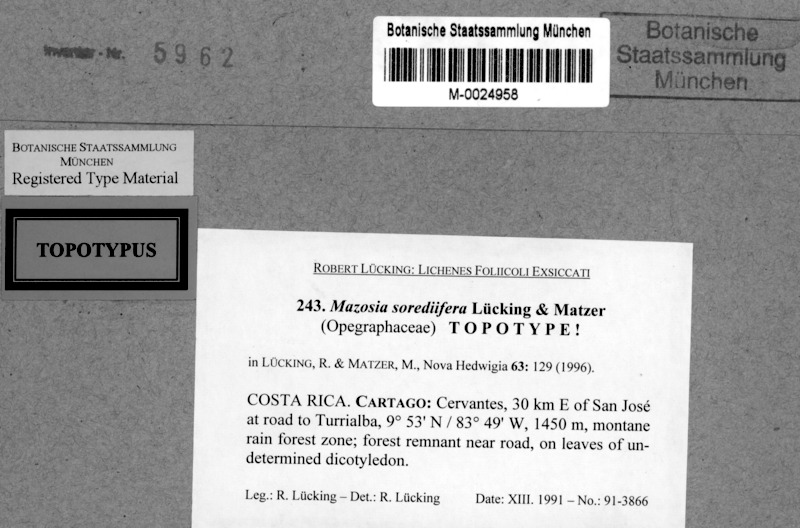 Inventar-Nr. 5962
Botanische Staatssammlung München
M-0024958
Botanische
Staatssammlung
München
BOTANISCHE STAATSSAMMLUNG
MÜNCHEN
Registered Type Material
TOPOTYPUS
ROBERT LÜCKING: LICHENES FOLIICOLI EXSICCATI
243. Mazosia sorediifera Lücking & Matzer
(Opegraphaceae) TOPOTYPE!
in LÜCKING, R. & MATZER, M., Nova Hedwigia 63: 129 (1996).
COSTA RICA. CARTAGO: Cervantes, 30 km E of San José
at road to Turrialba, 9° 53' N / 83° 49' W, 1450 m, montane
rain forest zone; forest remnant near road, on leaves of un-
determined dicotyledon.
Leg.: R. Lücking – Det.: R. Lücking Date: XIII. 1991 – No.: 91-3866